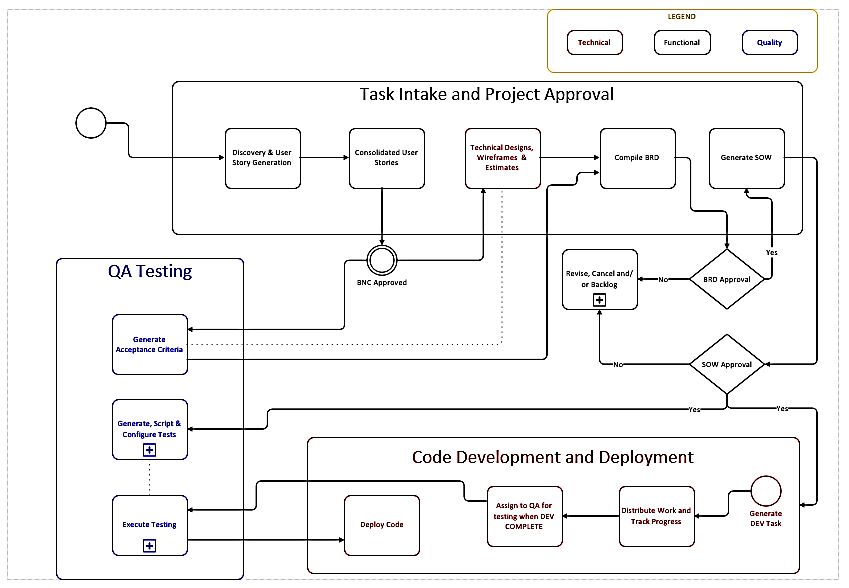 LEGEND
Technical
Functional
Quality
Task Intake and Project Approval
Discovery & User
Story Generation
Consolidated User
Stories
Technical Designs,
Wireframes &
Estimates
Compile BRD
Generate SOW
BNC Approved
Revise, Cancel and/
or Backlog
No
BRD Approval
Yes
QA Testing
Generate
Acceptance Criteria
No
SOW Approval
Yes
Yes
Generate, Script &
Configure Tests
Execute Testing
Code Development and Deployment
Deploy Code
Assign to QA for
testing when DEV
COMPLETE
Distribute Work and
Track Progress
Generate
DEV Task